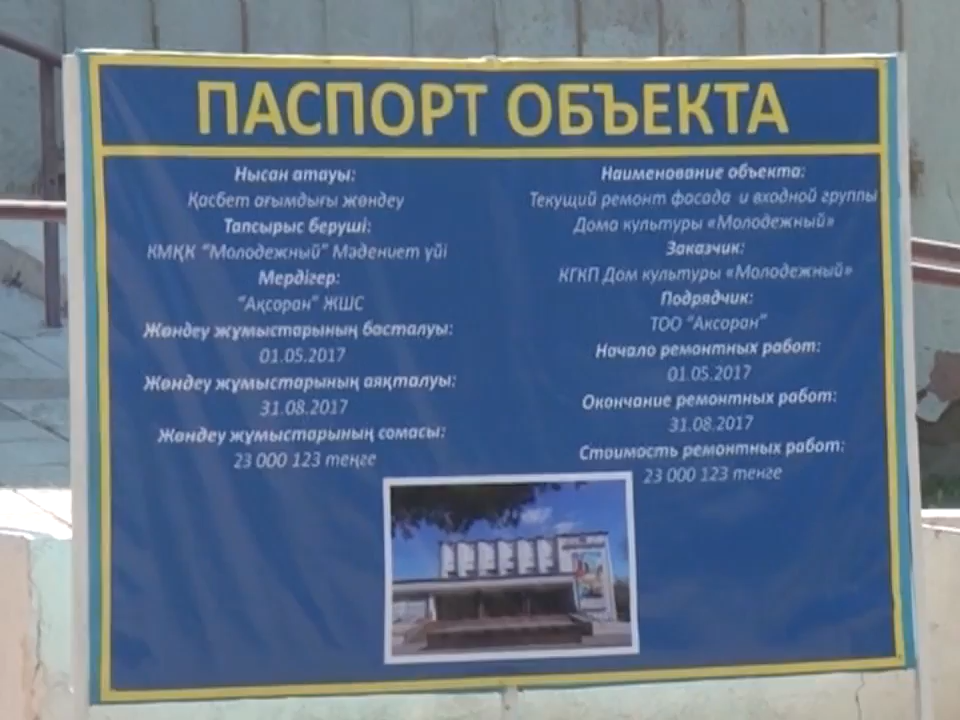 ПАСПОРТ ОБЪЕКТА
Нысан атауы:
Қасбет ағымдығы жөндеу
Тапсырыс беруші:
КМҚК "Молодежный" Мәдениет үйі
Мердігер:
"Ақсоран" ЖШС
Жөндеу жұмыстарының басталуы:
01.05.2017
Жөндеу жұмыстарының аяқталуы:
31.08.2017
Жөндеу жұмыстарының сомасы:
23 000 123 теңге
Наименование объекта:
Текущий ремонт фосада и входной группы
Дома культуры «Молодежный»
Заказчик:
КГКП Дом культуры «Молодежный»
Подрядчик:
ТОО "Аксоран"
Начало ремонтных работ:
01.05.2017
Окончание ремонтных работ:
31.08.2017
Стоимость ремонтных работ:
23 000 123 тенге